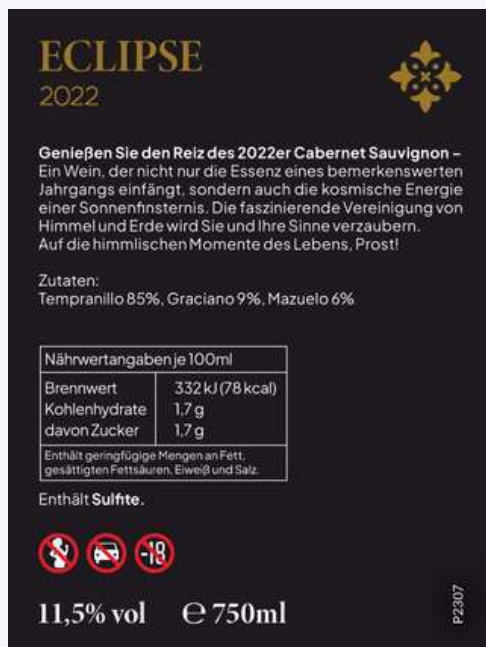 ECLIPSE
2022
Genießen Sie den Reiz des 2022er Cabernet Sauvignon –
Ein Wein, der nicht nur die Essenz eines bemerkenswerten
Jahrgangs einfängt, sondern auch die kosmische Energie
einer Sonnenfinsternis. Die faszinierende Vereinigung von
Himmel und Erde wird Sie und Ihre Sinne verzaubern.
Auf die himmlischen Momente des Lebens, Prost!
Zutaten:
Tempranillo 85%, Graciano 9%, Mazuelo 6%
Nährwertangaben je 100ml
Brennwert 332 kJ (78 kcal)
Kohlenhydrate 1,7 g
davon Zucker 1,7 g
Enthält geringfügige Mengen an Fett,
gesättigten Fettsäuren, Eiweiß und Salz.
Enthält Sulfite.
-18
11,5% vol ℮ 750ml
P2307